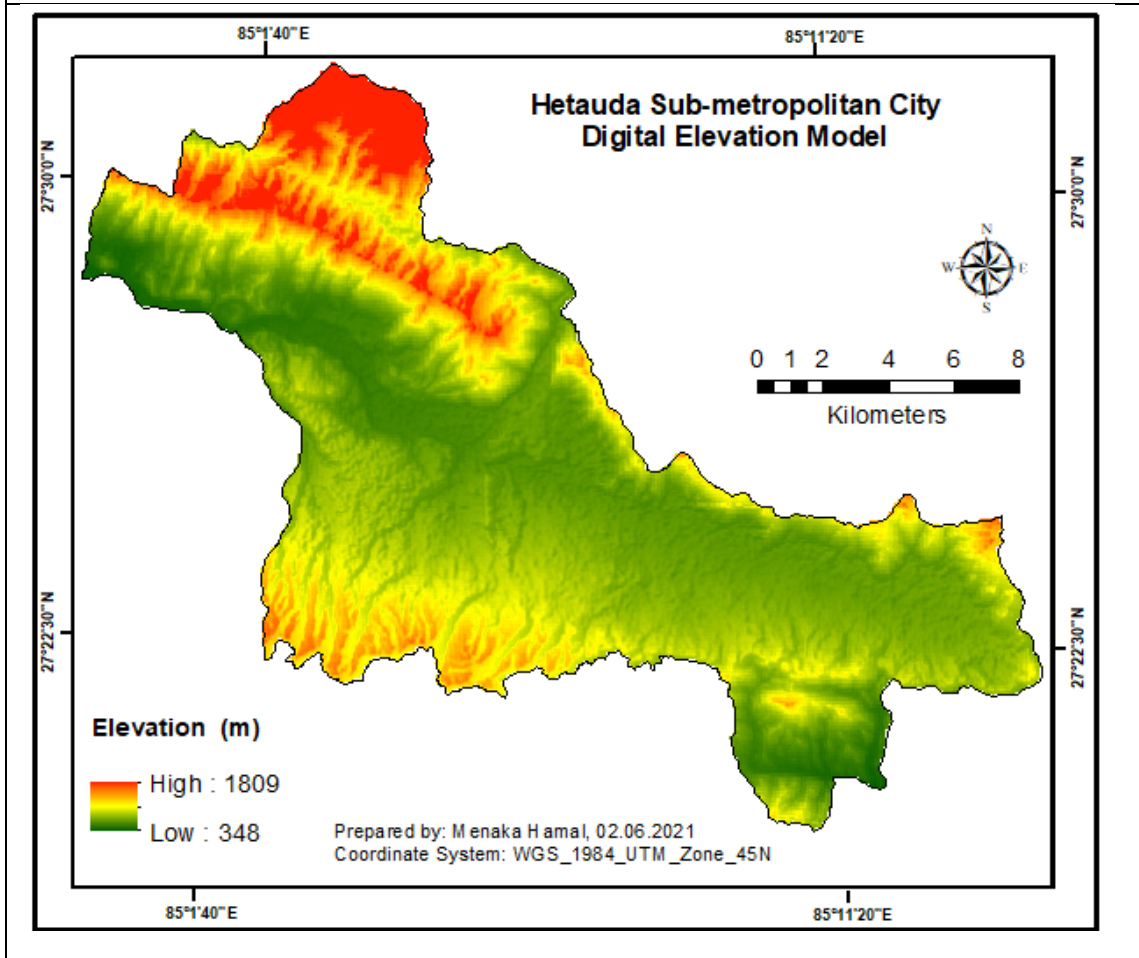 85°1'40"E
85°11'20"E
Hetauda Sub-metropolitan City
Digital Elevation Model
27°30'0"N
27°30'0"N
N
W
E
S
0 1 2 4 6 8
Kilometers
27°22'30"N
27°22'30"N
Elevation (m)
High : 1809
Low : 348
Prepared by: Menaka Hamal, 02.06.2021
Coordinate System: WGS_1984_UTM_Zone_45N
85°1'40"E
85°11'20"E